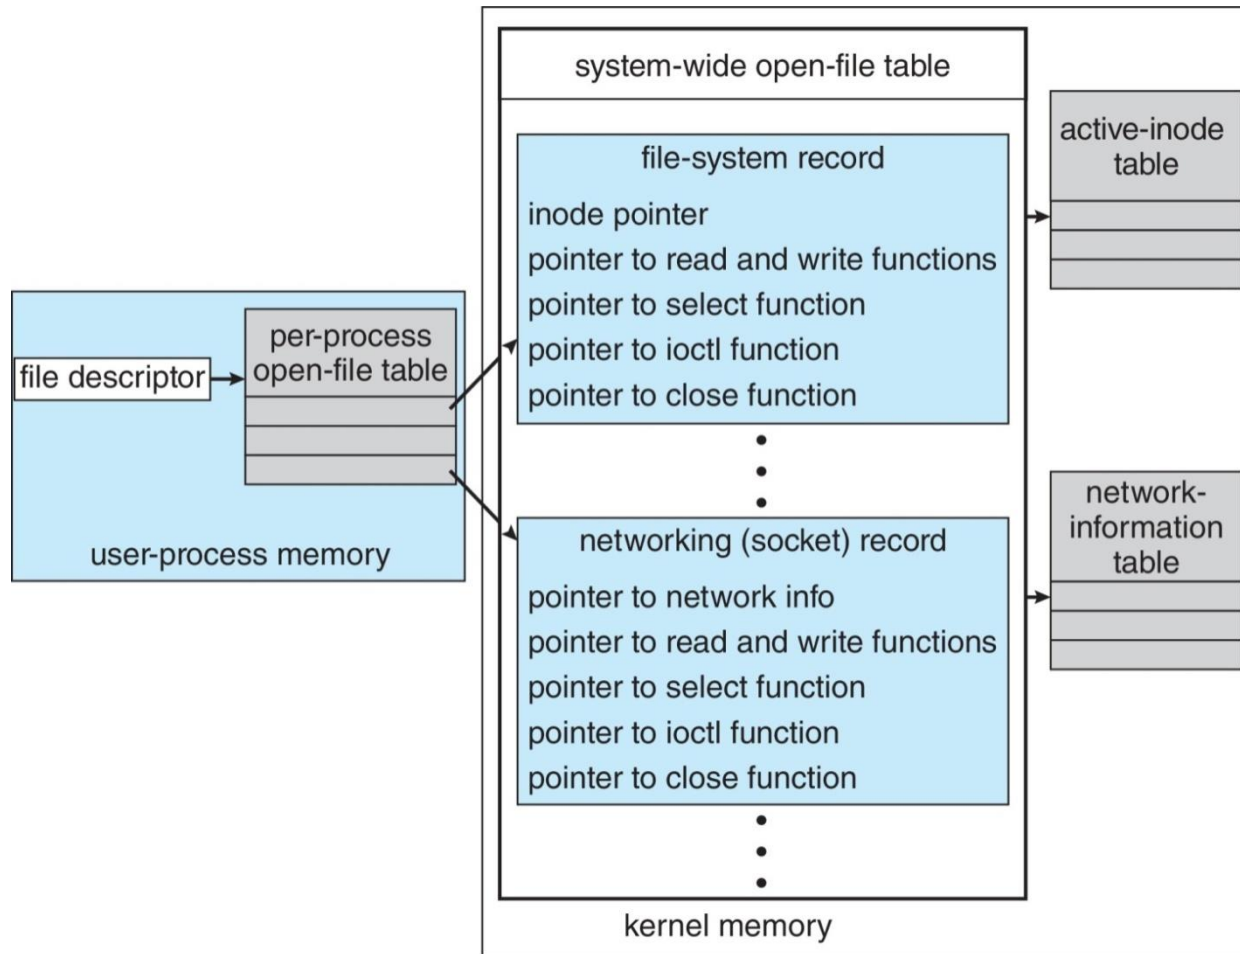 system-wide open-file table
file-system record
inode pointer
pointer to read and write functions
pointer to select function
pointer to ioctl function
pointer to close function
active-inode
table
file descriptor
per-process
open-file table
user-process memory
networking (socket) record
pointer to network info
pointer to read and write functions
pointer to select function
pointer to ioctl function
pointer to close function
network-
information
table
kernel memory